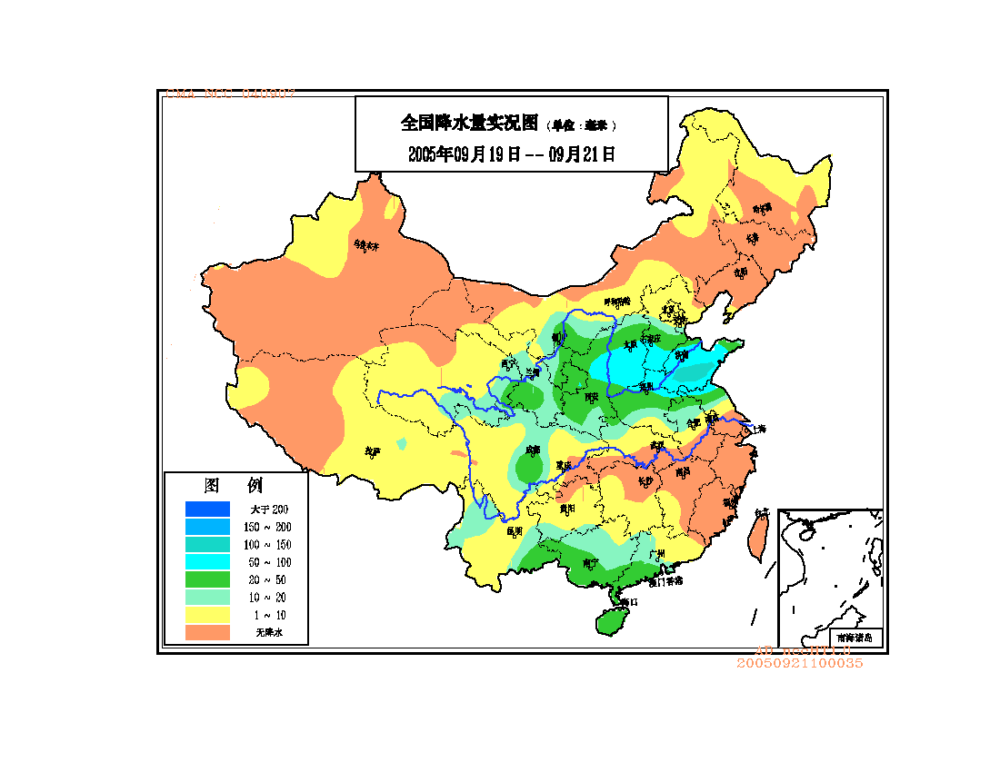 CMA NCC 040902
全国降水量实况图 (单位:毫米)
2005年09月19日--09月21日
哈尔滨
长春
乌鲁木齐
沈阳
呼和浩特
北京
天津
银川
太原
石家庄
济南
西宁
兰州
郑州
西安
合肥
南京
上海
拉萨
成都
武汉
重庆
长沙
南昌
贵阳
福州
台北
昆明
南宁
广州
澳门香港
海口
图 例
大于 200
150 ~ 200
100 ~ 150
50 ~ 100
20 ~ 50
10 ~ 20
1 ~ 10
无降水
南海诸岛
20050921100035